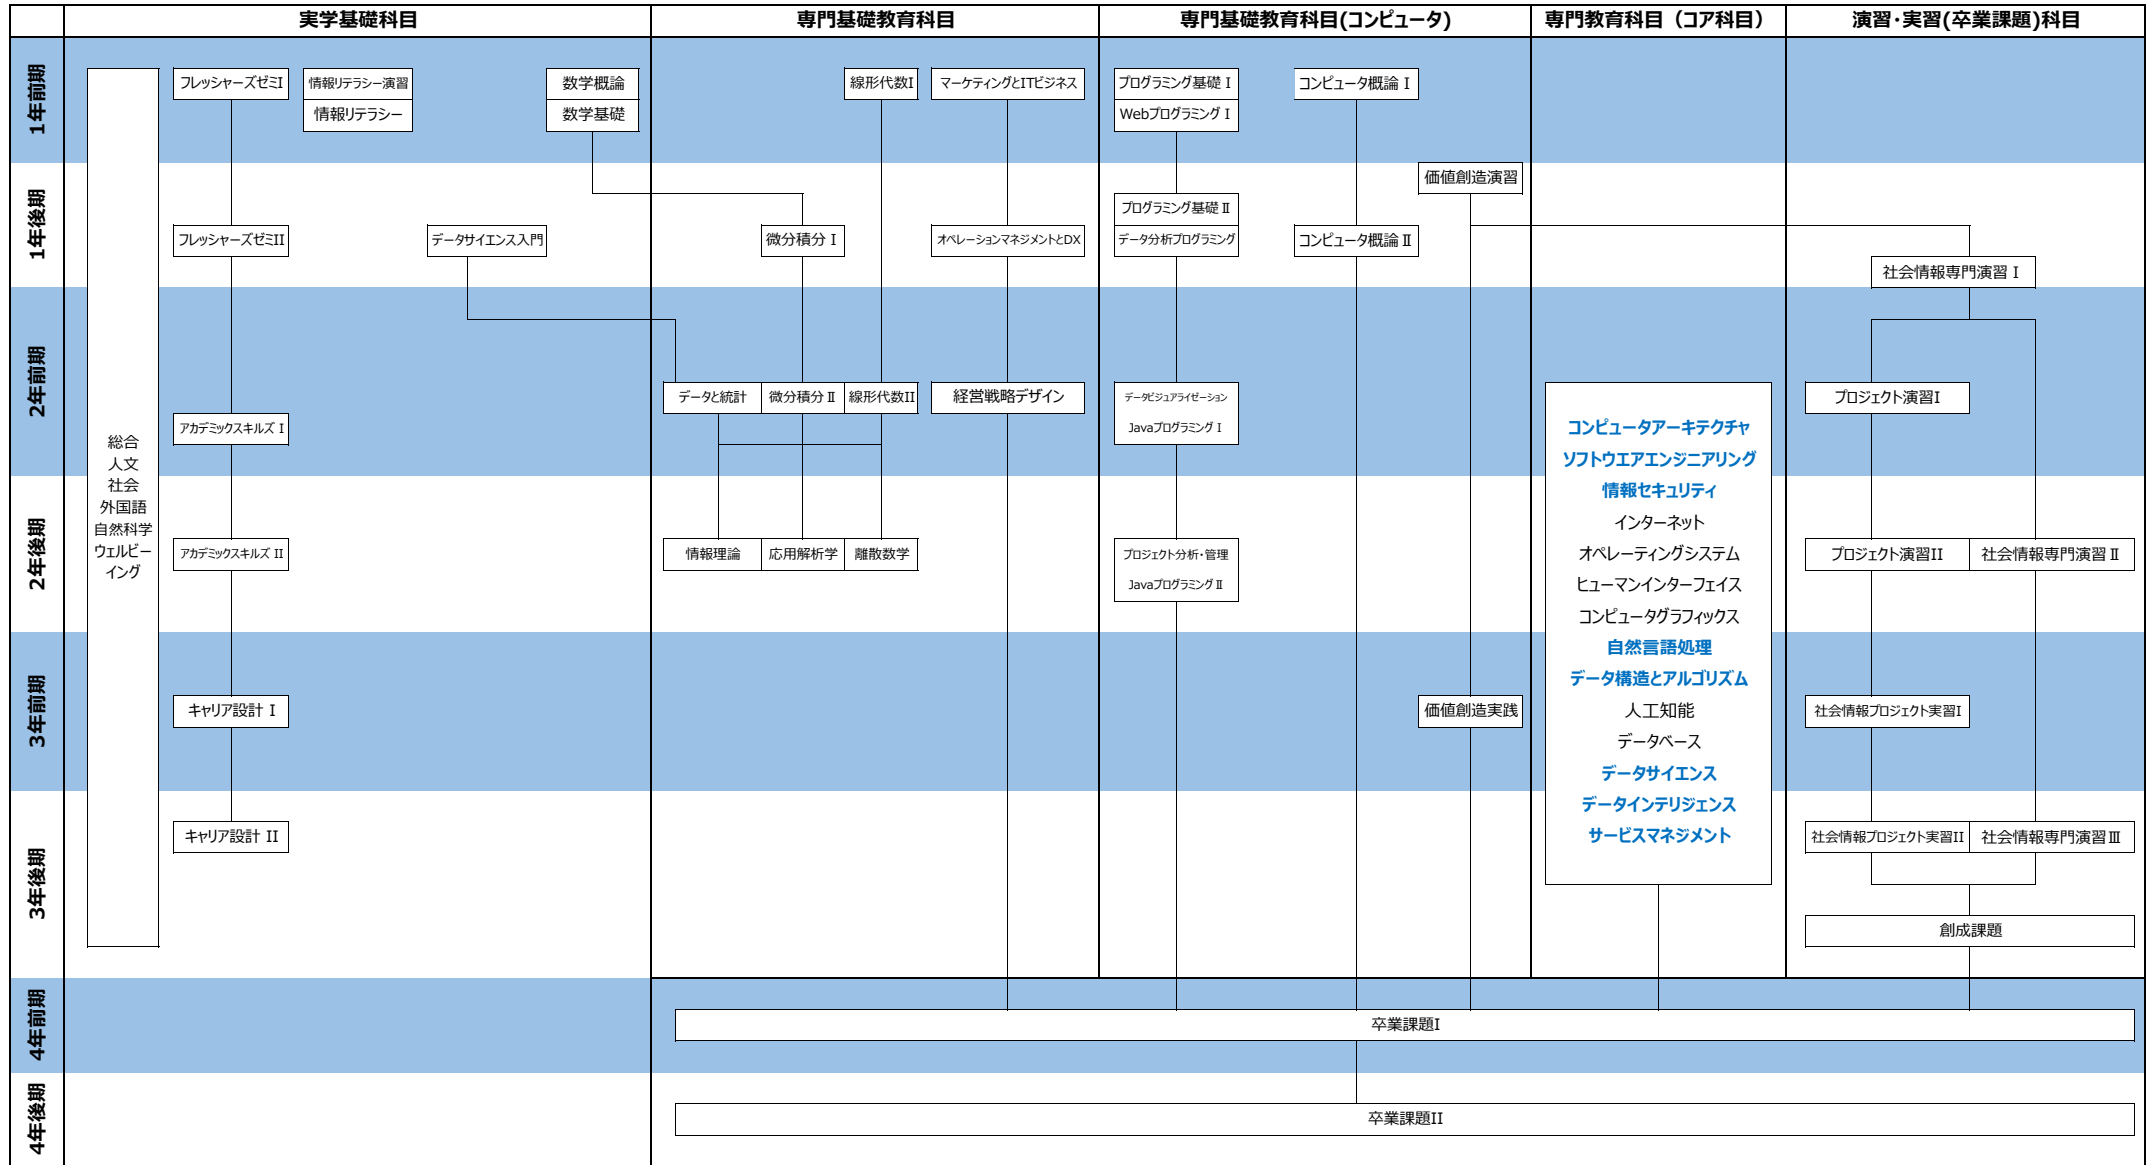 実学基礎科目
専門基礎教育科目
専門基礎教育科目(コンピュータ)
専門教育科目（コア科目）
演習・実習(卒業課題)科目
1年前期
フレッシャーズゼミI
情報リテラシー演習
情報リテラシー
数学概論
数学基礎
線形代数I
マーケティングとITビジネス
プログラミング基礎 I
Webプログラミング I
コンピュータ概論 I
1年後期
価値創造演習
フレッシャーズゼミII
データサイエンス入門
微分積分 I
オペレーションマネジメントとDX
プログラミング基礎 II
データ分析プログラミング
コンピュータ概論 II
社会情報専門演習 I
2年前期
総合
人文
社会
外国語
自然科学
ウェルビー
イング
アカデミックスキルズ I
データと統計
微分積分 II
線形代数II
経営戦略デザイン
データビジュアライゼーション
Javaプログラミング I
コンピュータアーキテクチャ
ソフトウエアエンジニアリング
情報セキュリティ
インターネット
オペレーティングシステム
ヒューマンインターフェイス
コンピュータグラフィックス
自然言語処理
データ構造とアルゴリズム
人工知能
データベース
データサイエンス
データインテリジェンス
サービスマネジメント
プロジェクト演習I
2年後期
アカデミックスキルズ II
情報理論
応用解析学
離散数学
プロジェクト分析・管理
Javaプログラミング II
プロジェクト演習II
社会情報専門演習 II
3年前期
キャリア設計 I
価値創造実践
社会情報プロジェクト実習I
3年後期
キャリア設計 II
社会情報プロジェクト実習II
社会情報専門演習III
創成課題
4年前期
卒業課題I
4年後期
卒業課題II